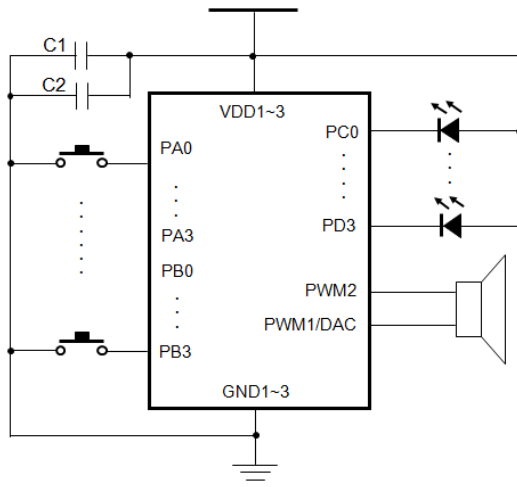 C1
C2
VDD1~3
PA0
PC0
PA3
PD3
PB0
PWM2
PWM1/DAC
PB3
GND1~3